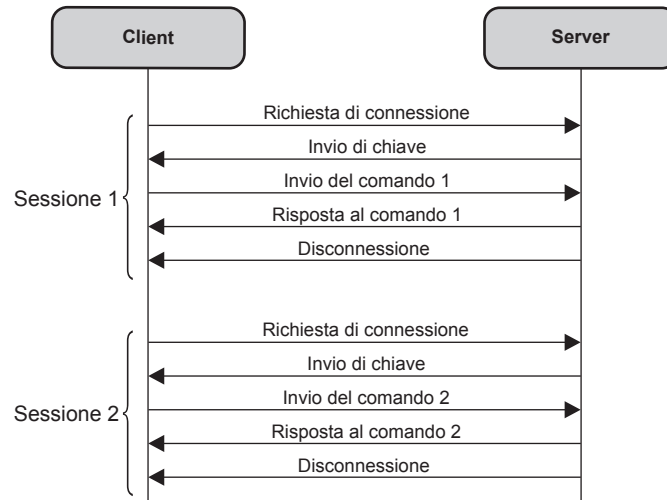 Client
Server
Richiesta di connessione
Invio di chiave
Invio del comando 1
Sessione 1
Risposta al comando 1
Disconnessione
Richiesta di connessione
Invio di chiave
Invio del comando 2
Sessione 2
Risposta al comando 2
Disconnessione